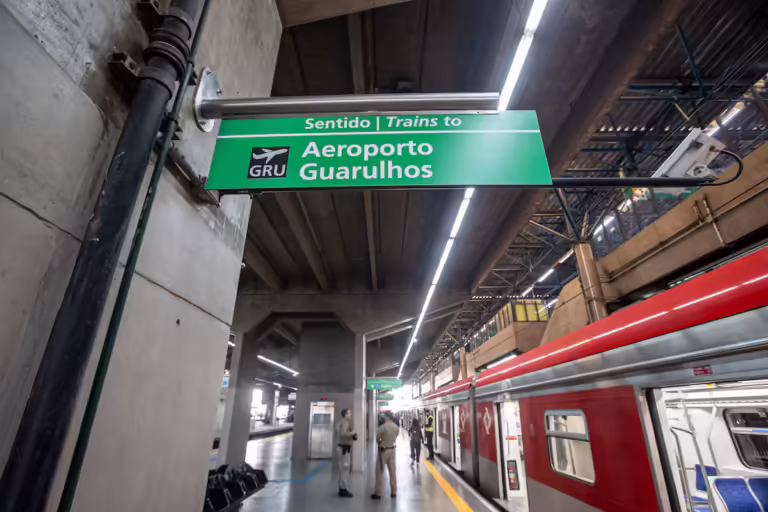 Sentido | Trains to
Aeroporto
Guarulhos
GRU